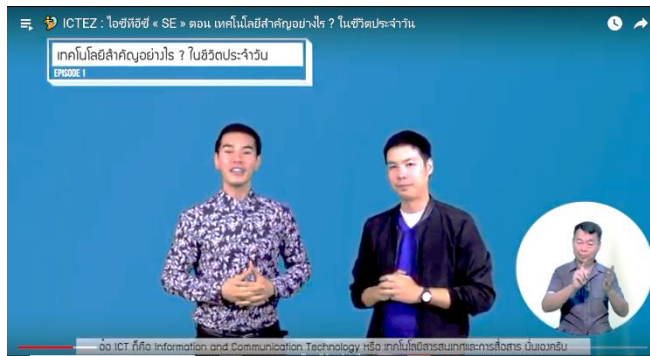 ICTEZ : ไอซีทีอีซี่ « SE » ตอน เทคโนโลยีสำคัญอย่างไร ? ในชีวิตประจำวัน
เทคโนโลยีสำคัญอย่างไร ? ในชีวิตประจำวัน
EPISODE 1
อ๋อ ICT ก็คือ Information and Communication Technology หรือ เทคโนโลยีสารสนเทศและการสื่อสาร นั่นเองครับ